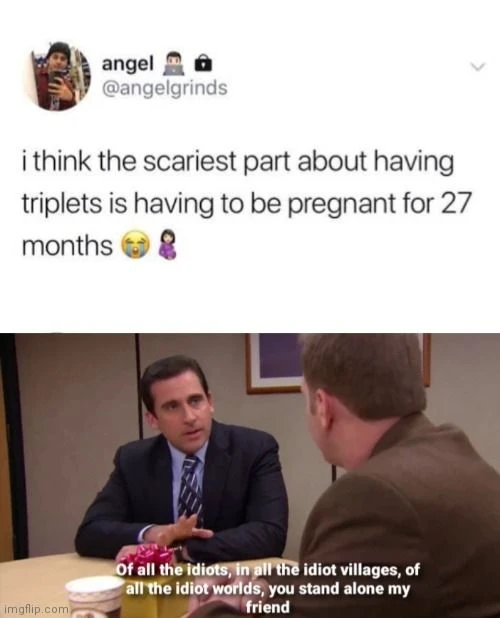 angel 👨🏻‍💻 🔒
@angelgrinds
i think the scariest part about having
triplets is having to be pregnant for 27
months 😭🤰🏻
Of all the idiots, in all the idiot villages, of
all the idiot worlds, you stand alone my
friend
imgflip.com